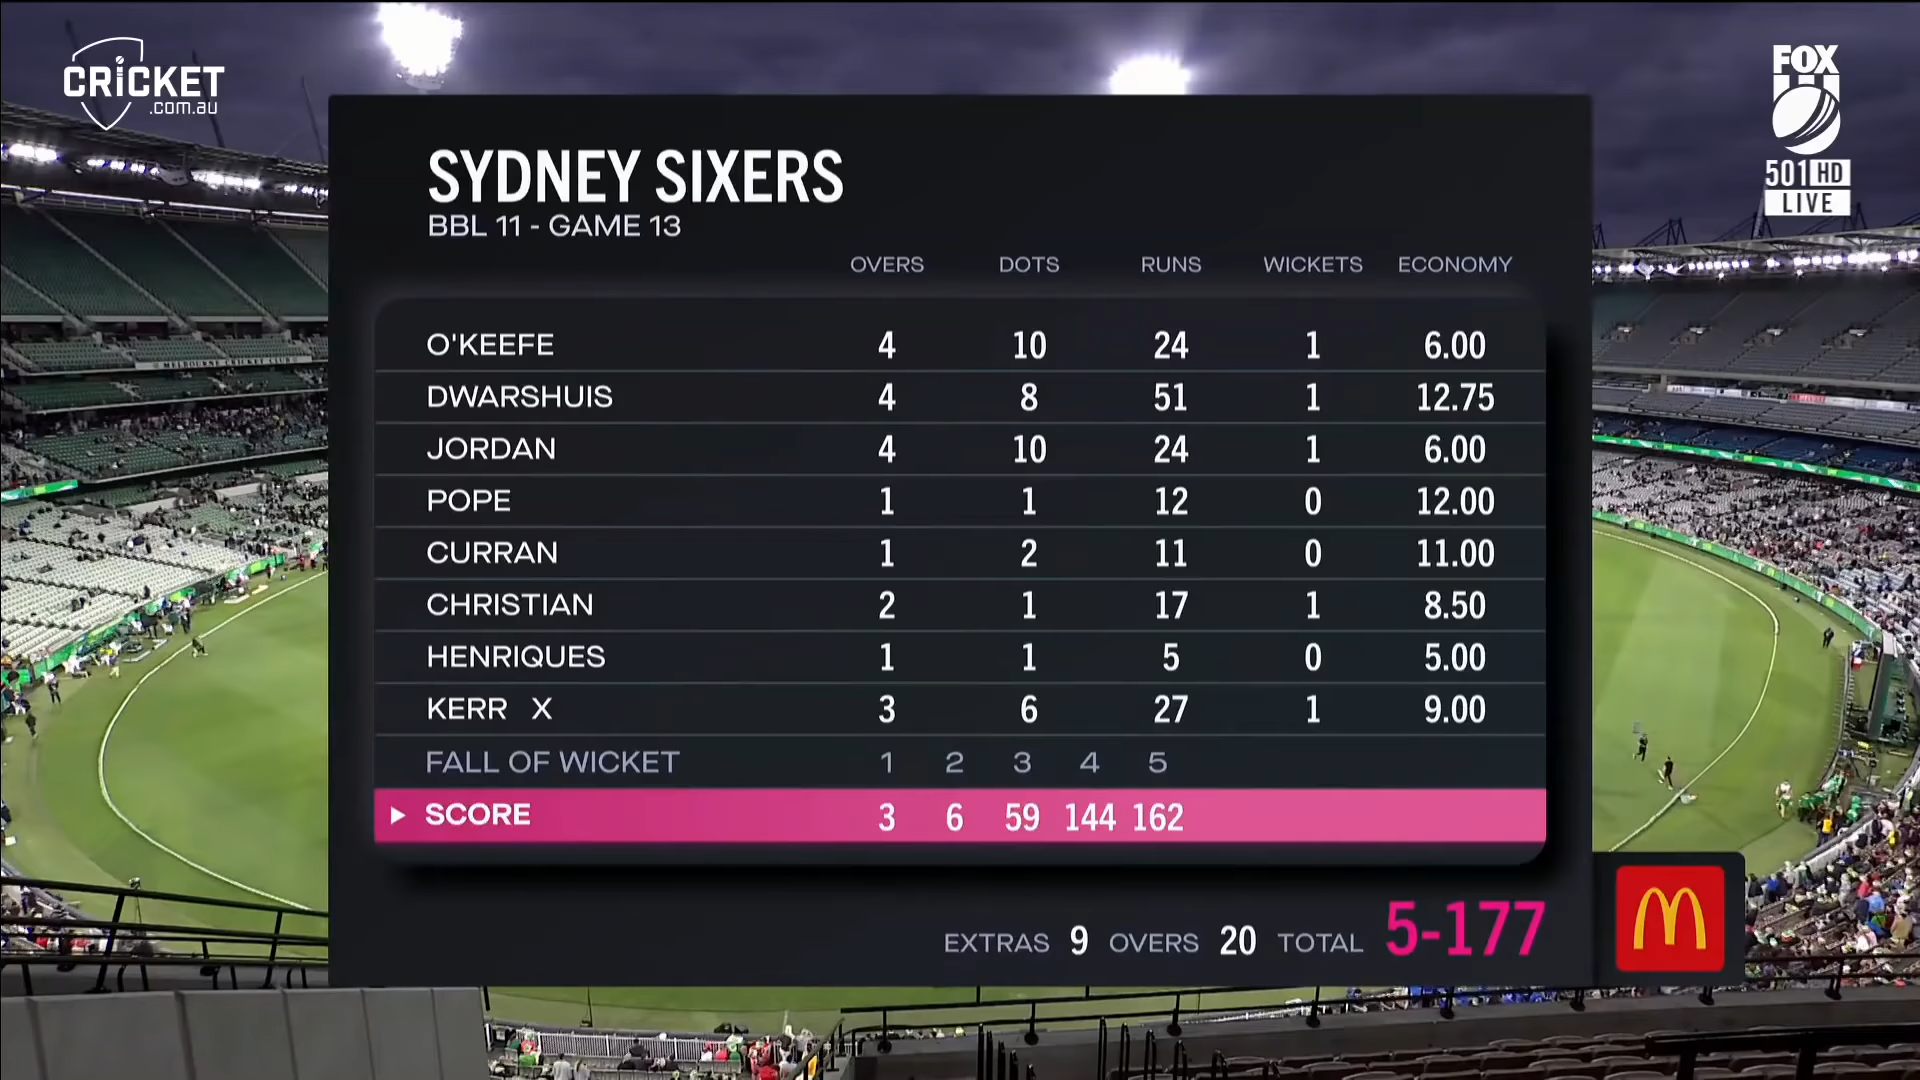 CRICKET
.com.au
FOX
501 HD
LIVE
SYDNEY SIXERS
BBL 11 - GAME 13
OVERS DOTS RUNS WICKETS ECONOMY
O'KEEFE 4 10 24 1 6.00
DWARSHUIS 4 8 51 1 12.75
JORDAN 4 10 24 1 6.00
POPE 1 1 12 0 12.00
CURRAN 1 2 11 0 11.00
CHRISTIAN 2 1 17 1 8.50
HENRIQUES 1 1 5 0 5.00
KERR X 3 6 27 1 9.00
FALL OF WICKET 1 2 3 4 5
SCORE 3 6 59 144 162
EXTRAS 9 OVERS 20 TOTAL 5-177
MELBOURNE CRICKET CLUB